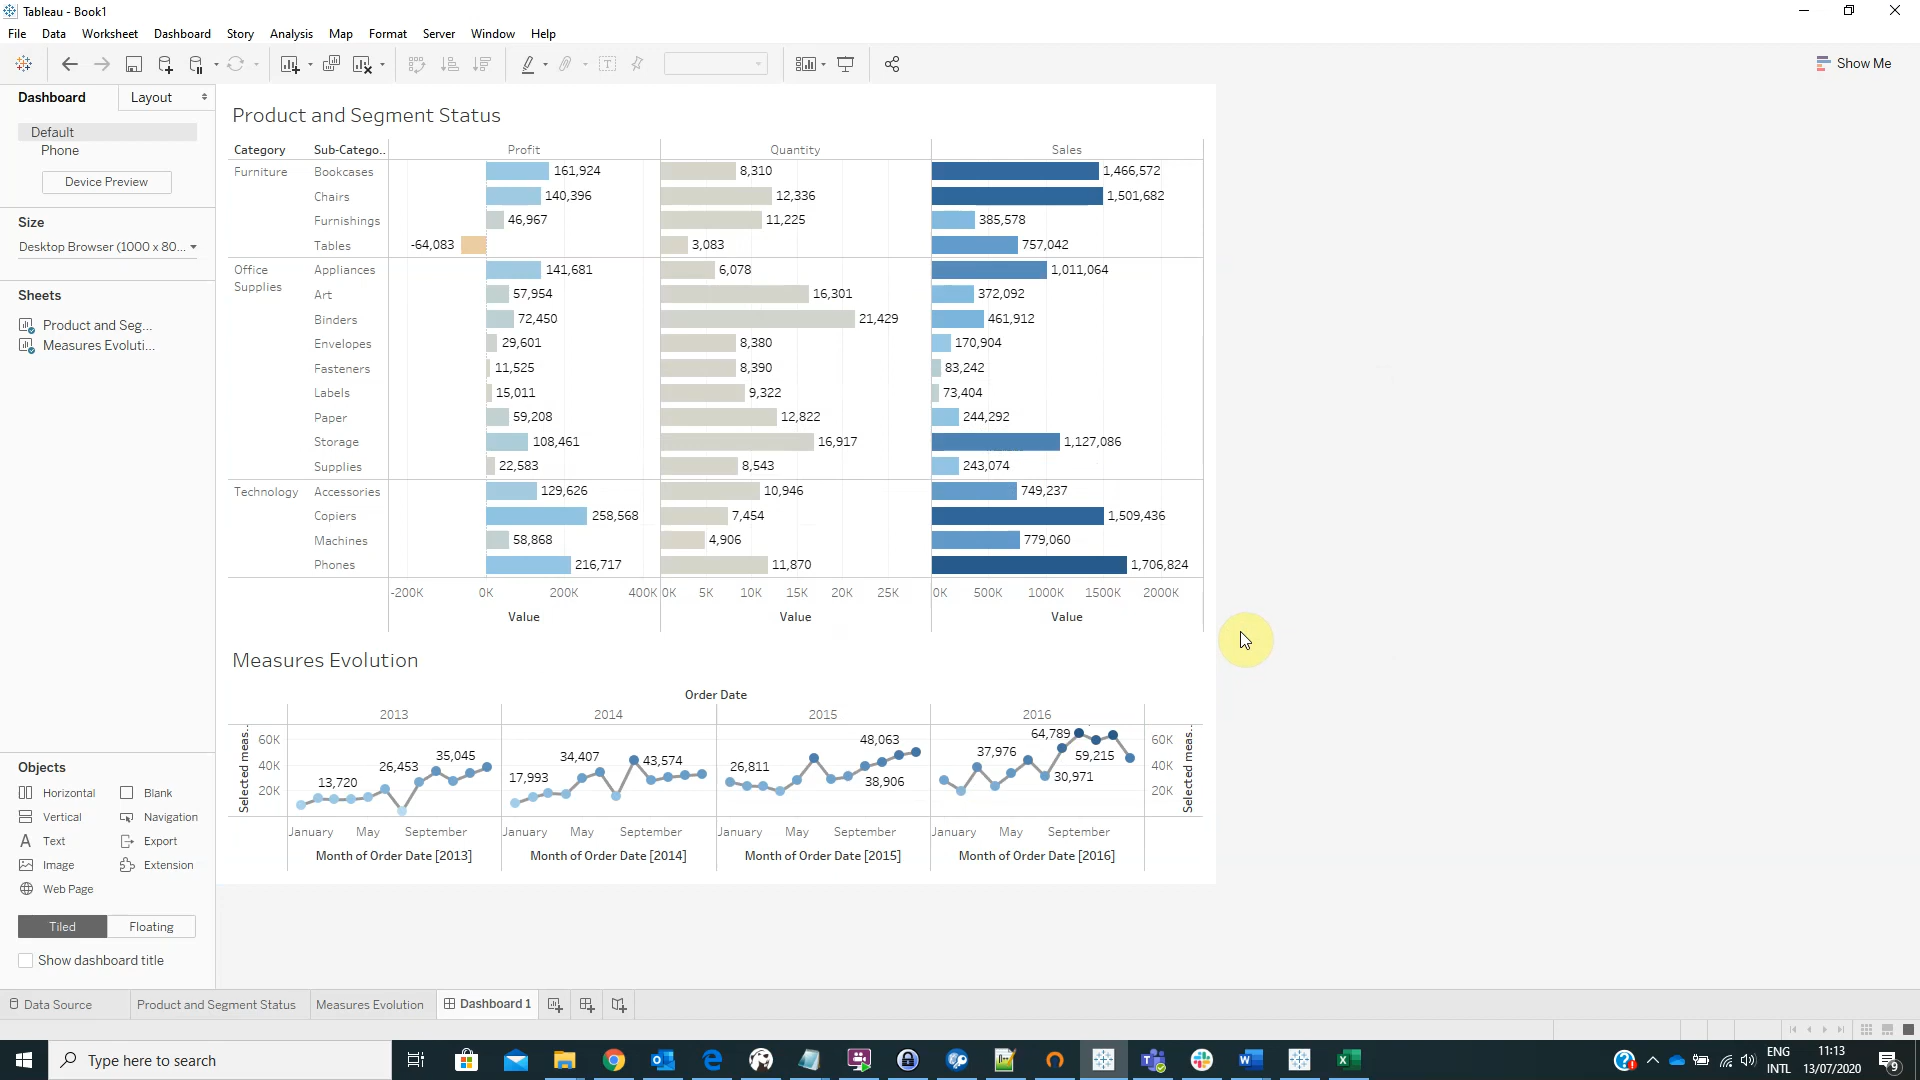 Tableau - Book1
File Data Worksheet Dashboard Story Analysis Map Format Server Window Help
Show Me
Dashboard Layout
Default
Phone
Device Preview
Size
Desktop Browser (1000 x 80...
Sheets
Product and Seg...
Measures Evoluti...
Objects
Horizontal Blank
Vertical Navigation
Text Export
Image Extension
Web Page
Tiled Floating
Show dashboard title
Product and Segment Status
Category Sub-Catego.. Profit Quantity Sales
Furniture Bookcases 161,924 8,310 1,466,572
Chairs 140,396 12,336 1,501,682
Furnishings 46,967 11,225 385,578
Tables -64,083 3,083 757,042
Office Supplies Appliances 141,681 6,078 1,011,064
Art 57,954 16,301 372,092
Binders 72,450 21,429 461,912
Envelopes 29,601 8,380 170,904
Fasteners 11,525 8,390 83,242
Labels 15,011 9,322 73,404
Paper 59,208 12,822 244,292
Storage 108,461 16,917 1,127,086
Supplies 22,583 8,543 243,074
Technology Accessories 129,626 10,946 749,237
Copiers 258,568 7,454 1,509,436
Machines 58,868 4,906 779,060
Phones 216,717 11,870 1,706,824
-200K 0K 200K 400K 0K 5K 10K 15K 20K 25K 0K 500K 1000K 1500K 2000K
Value Value Value
Measures Evolution
Order Date
2013 2014 2015 2016
Selected meas..
60K
40K
20K
13,720 26,453 35,045
17,993 34,407 43,574
26,811 48,063 38,906
37,976 64,789 30,971 59,215
60K
40K
20K
Selected meas..
January May September January May September January May September January May September
Month of Order Date [2013] Month of Order Date [2014] Month of Order Date [2015] Month of Order Date [2016]
Data Source Product and Segment Status Measures Evolution Dashboard 1
Type here to search
ENG
INTL
11:13
13/07/2020
9